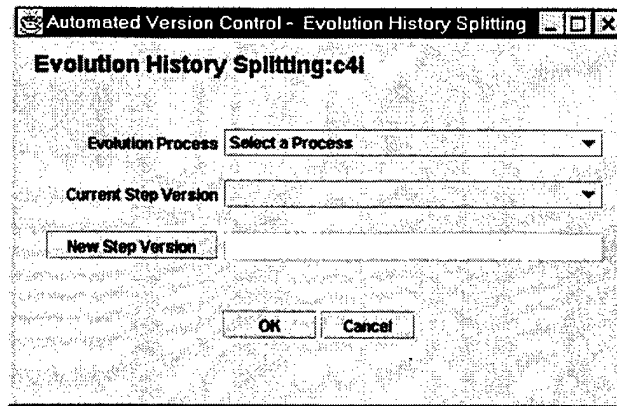 Automated Version Control - Evolution History Splitting
Evolution History Splitting:c4i
Evolution Process Select a Process
Current Step Version
New Step Version
OK Cancel